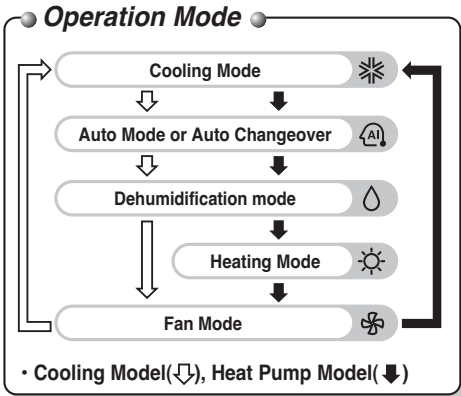 Operation Mode
Cooling Mode
Auto Mode or Auto Changeover
AI
Dehumidification mode
Heating Mode
Fan Mode
• Cooling Model(⇩), Heat Pump Model(⬇)